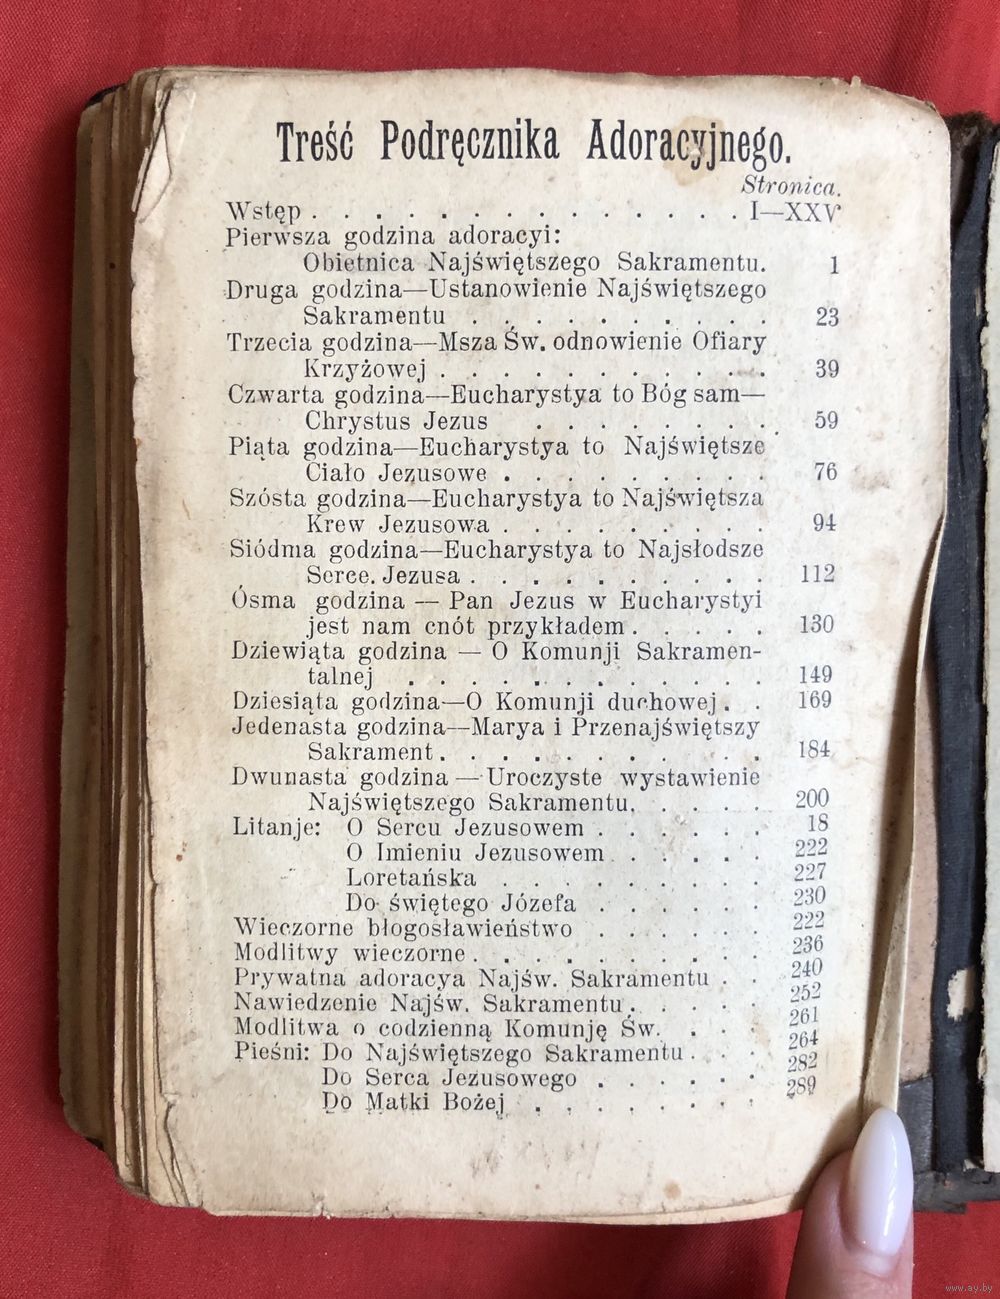 Treść Podręcznika Adoracyjnego.
Stronica.
Wstęp . . . . . . . . . . . . . . I—XXV
Pierwsza godzina adoracyi:
Obietnica Najświętszego Sakramentu. 1
Druga godzina—Ustanowienie Najświętszego
Sakramentu . . . . . . . . . . 23
Trzecia godzina—Msza Św. odnowienie Ofiary
Krzyżowej . . . . . . . . . . . 39
Czwarta godzina—Eucharystya to Bóg sam—
Chrystus Jezus . . . . . . . . . 59
Piąta godzina—Eucharystya to Najświętsze
Ciało Jezusowe . . . . . . . . . . 76
Szósta godzina—Eucharystya to Najświętsza
Krew Jezusowa . . . . . . . . . 94
Siódma godzina—Eucharystya to Najsłodsze
Serce. Jezusa . . . . . . . . . . 112
Ósma godzina — Pan Jezus w Eucharystyi
jest nam cnót przykładem . . . . . 130
Dziewiąta godzina — O Komunji Sakramen-
talnej . . . . . . . . . . . . 149
Dziesiąta godzina—O Komunji duchowej . . 169
Jedenasta godzina—Marya i Przenajświętszy
Sakrament . . . . . . . . . . . 184
Dwunasta godzina — Uroczyste wystawienie
Najświętszego Sakramentu. . . . . 200
Litanje: O Sercu Jezusowem . . . . . . 18
O Imieniu Jezusowem . . . . . . 222
Loretańska . . . . . . . . . 227
Do świętego Józefa . . . . . . 230
Wieczorne błogosławieństwo . . . . . . 222
Modlitwy wieczorne . . . . . . . . . 236
Prywatna adoracya Najśw. Sakramentu . . 240
Nawiedzenie Najśw. Sakramentu . . . . 252
Modlitwa o codzienną Komunję Św. . . . 261
Pieśni: Do Najświętszego Sakramentu . . . 264
Do Serca Jezusowego . . . . . . 282
Do Matki Bożej . . . . . . . . 289
www.ay.by